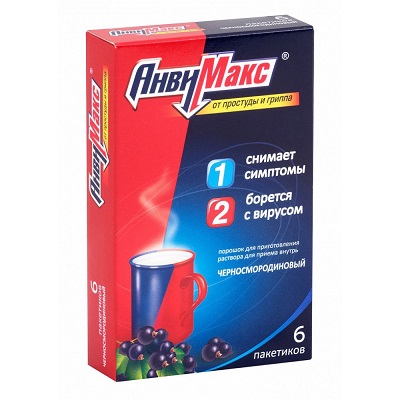 АнвиМакс®
от простуды и гриппа
1 снимает
симптомы
2 борется
с вирусом
порошок для приготовления
раствора для приема внутрь
ЧЕРНОСМОРОДИНОВЫЙ
6
пакетиков
АнвиМакс
от простуды и гриппа
6
пакетиков
ЧЕРНОСМОРОДИНОВЫЙ